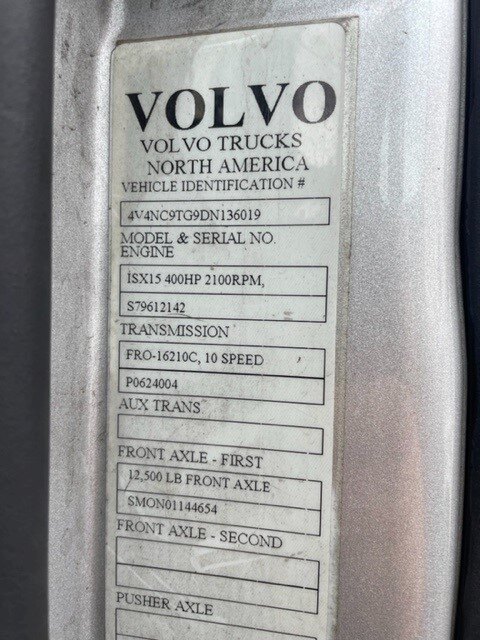 VOLVO
VOLVO TRUCKS
NORTH AMERICA
VEHICLE IDENTIFICATION #
4V4NC9TG9DN136019
MODEL & SERIAL NO.
ENGINE
ISX15 400HP 2100RPM,
S79612142
TRANSMISSION
FRO-16210C, 10 SPEED
P0624004
AUX TRANS
FRONT AXLE - FIRST
12,500 LB FRONT AXLE
SMON01144654
FRONT AXLE - SECOND
PUSHER AXLE